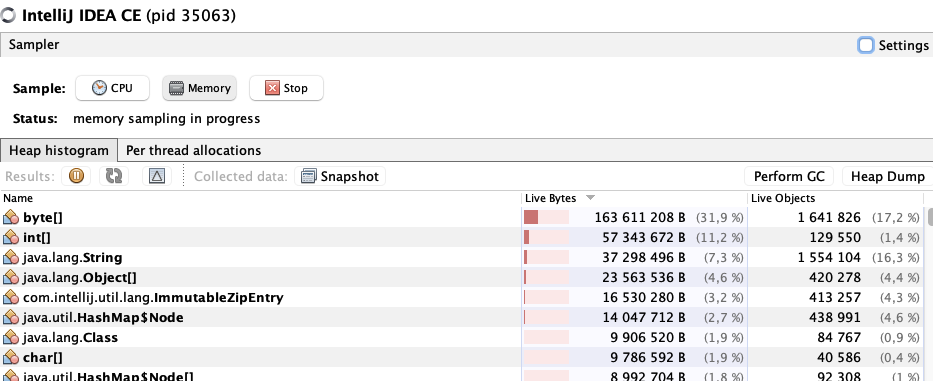 IntelliJ IDEA CE (pid 35063)
Sampler Settings
Sample: CPU Memory Stop
Status: memory sampling in progress
Heap histogram Per thread allocations
Results: Collected data: Snapshot Perform GC Heap Dump
Name Live Bytes Live Objects
byte[] 163 611 208 B (31,9 %) 1 641 826 (17,2 %)
int[] 57 343 672 B (11,2 %) 129 550 (1,4 %)
java.lang.String 37 298 496 B (7,3 %) 1 554 104 (16,3 %)
java.lang.Object[] 23 563 536 B (4,6 %) 420 278 (4,4 %)
com.intellij.util.lang.ImmutableZipEntry 16 530 280 B (3,2 %) 413 257 (4,3 %)
java.util.HashMap$Node 14 047 712 B (2,7 %) 438 991 (4,6 %)
java.lang.Class 9 906 520 B (1,9 %) 84 767 (0,9 %)
char[] 9 786 592 B (1,9 %) 40 586 (0,4 %)
java.util.HashMap$Node[] 8 992 704 B (1,8 %) 92 308 (1 %)